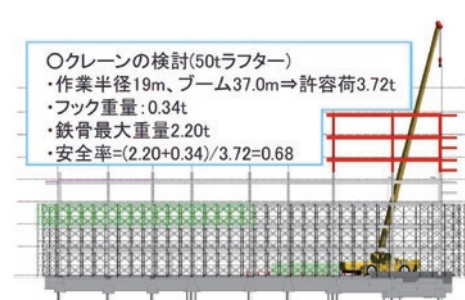 ○クレーンの検討(50tラフター)
・作業半径19m、ブーム37.0m⇒許容荷3.72t
・フック重量:0.34t
・鉄骨最大重量2.20t
・安全率=(2.20+0.34)/3.72=0.68